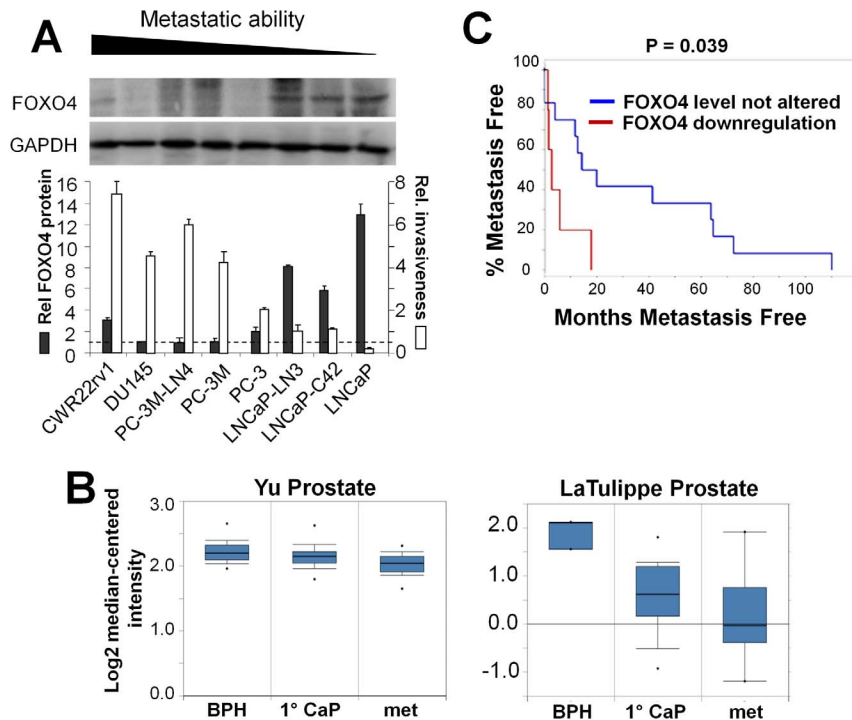 A
Metastatic ability
FOXO4
GAPDH
Rel FOXO4 protein
16
14
12
10
8
6
4
2
0
8
6
4
2
0
Rel. invasiveness
CWR22rv1
DU145
PC-3M-LN4
PC-3M
PC-3
LNCaP-LN3
LNCaP-C42
LNCaP
C
P = 0.039
% Metastasis Free
100
80
60
40
20
0
FOXO4 level not altered
FOXO4 downregulation
0 20 40 60 80 100
Months Metastasis Free
B
Yu Prostate
Log2 median-centered
intensity
3.0
2.0
1.0
0.0
BPH 1° CaP met
LaTulippe Prostate
2.0
1.0
0.0
-1.0
BPH 1° CaP met